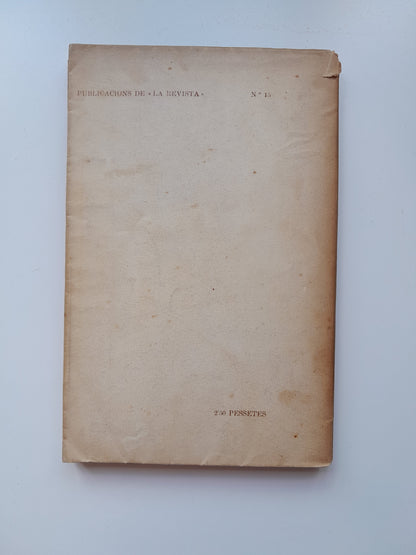 PUBLICACIONS DE «LA REVISTA» N.º 15
2'50 PESSETES